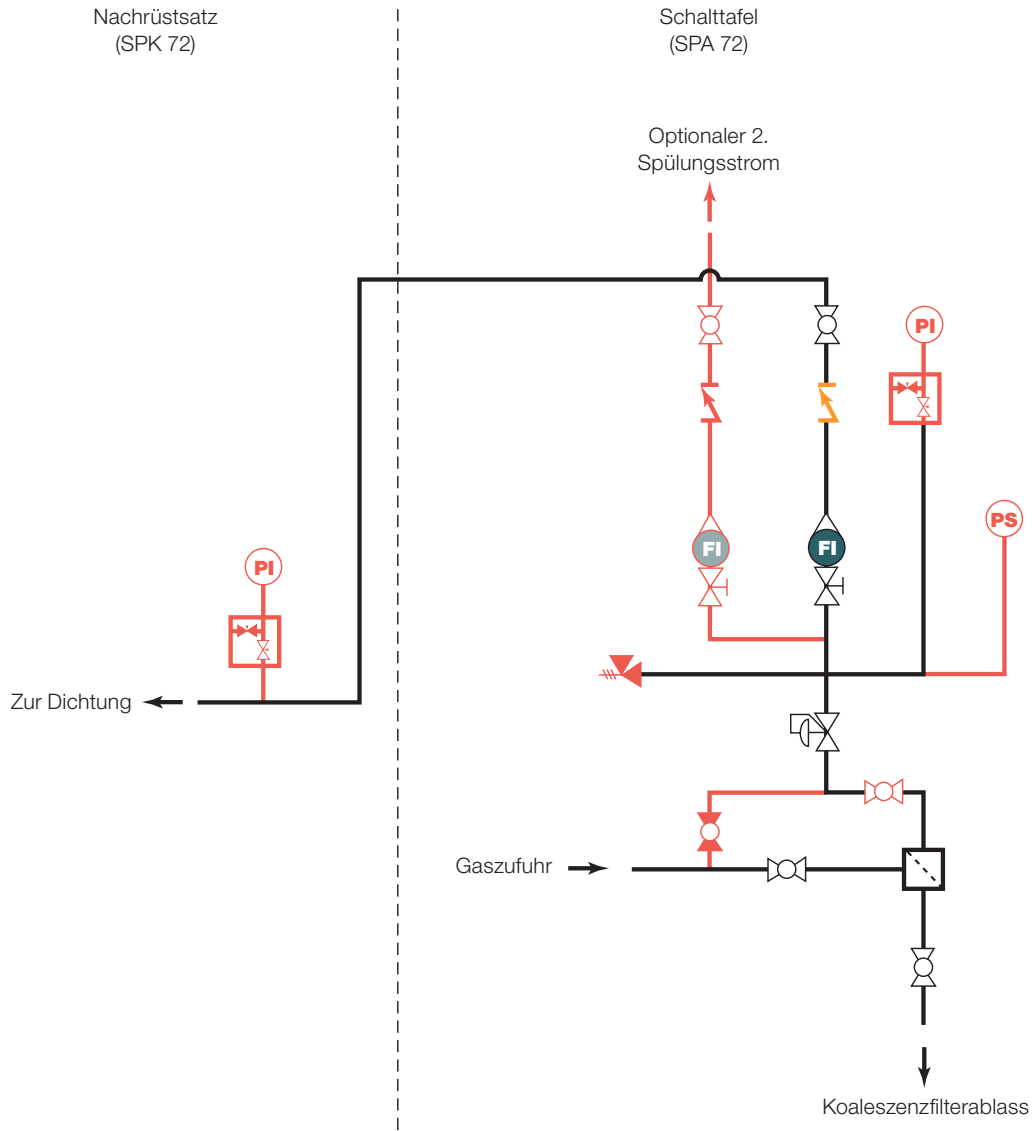 Nachrüstsatz
(SPK 72)
Schalttafel
(SPA 72)
Optionaler 2.
Spülungsstrom
PI
PS
FI
FI
PI
Zur Dichtung
Gaszufuhr
Koaleszenzfilterablass